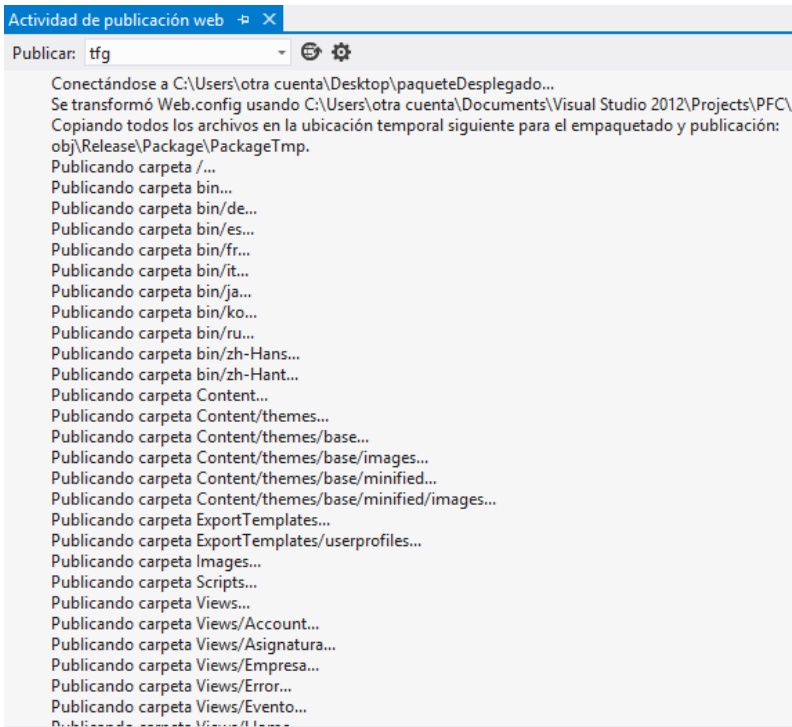 Actividad de publicación web
Publicar: tfg
Conectándose a C:\Users\otra cuenta\Desktop\paqueteDesplegado...
Se transformó Web.config usando C:\Users\otra cuenta\Documents\Visual Studio 2012\Projects\PFC\
Copiando todos los archivos en la ubicación temporal siguiente para el empaquetado y publicación:
obj\Release\Package\PackageTmp.
Publicando carpeta /...
Publicando carpeta bin...
Publicando carpeta bin/de...
Publicando carpeta bin/es...
Publicando carpeta bin/fr...
Publicando carpeta bin/it...
Publicando carpeta bin/ja...
Publicando carpeta bin/ko...
Publicando carpeta bin/ru...
Publicando carpeta bin/zh-Hans...
Publicando carpeta bin/zh-Hant...
Publicando carpeta Content...
Publicando carpeta Content/themes...
Publicando carpeta Content/themes/base...
Publicando carpeta Content/themes/base/images...
Publicando carpeta Content/themes/base/minified...
Publicando carpeta Content/themes/base/minified/images...
Publicando carpeta ExportTemplates...
Publicando carpeta ExportTemplates/userprofiles...
Publicando carpeta Images...
Publicando carpeta Scripts...
Publicando carpeta Views...
Publicando carpeta Views/Account...
Publicando carpeta Views/Asignatura...
Publicando carpeta Views/Empresa...
Publicando carpeta Views/Error...
Publicando carpeta Views/Evento...